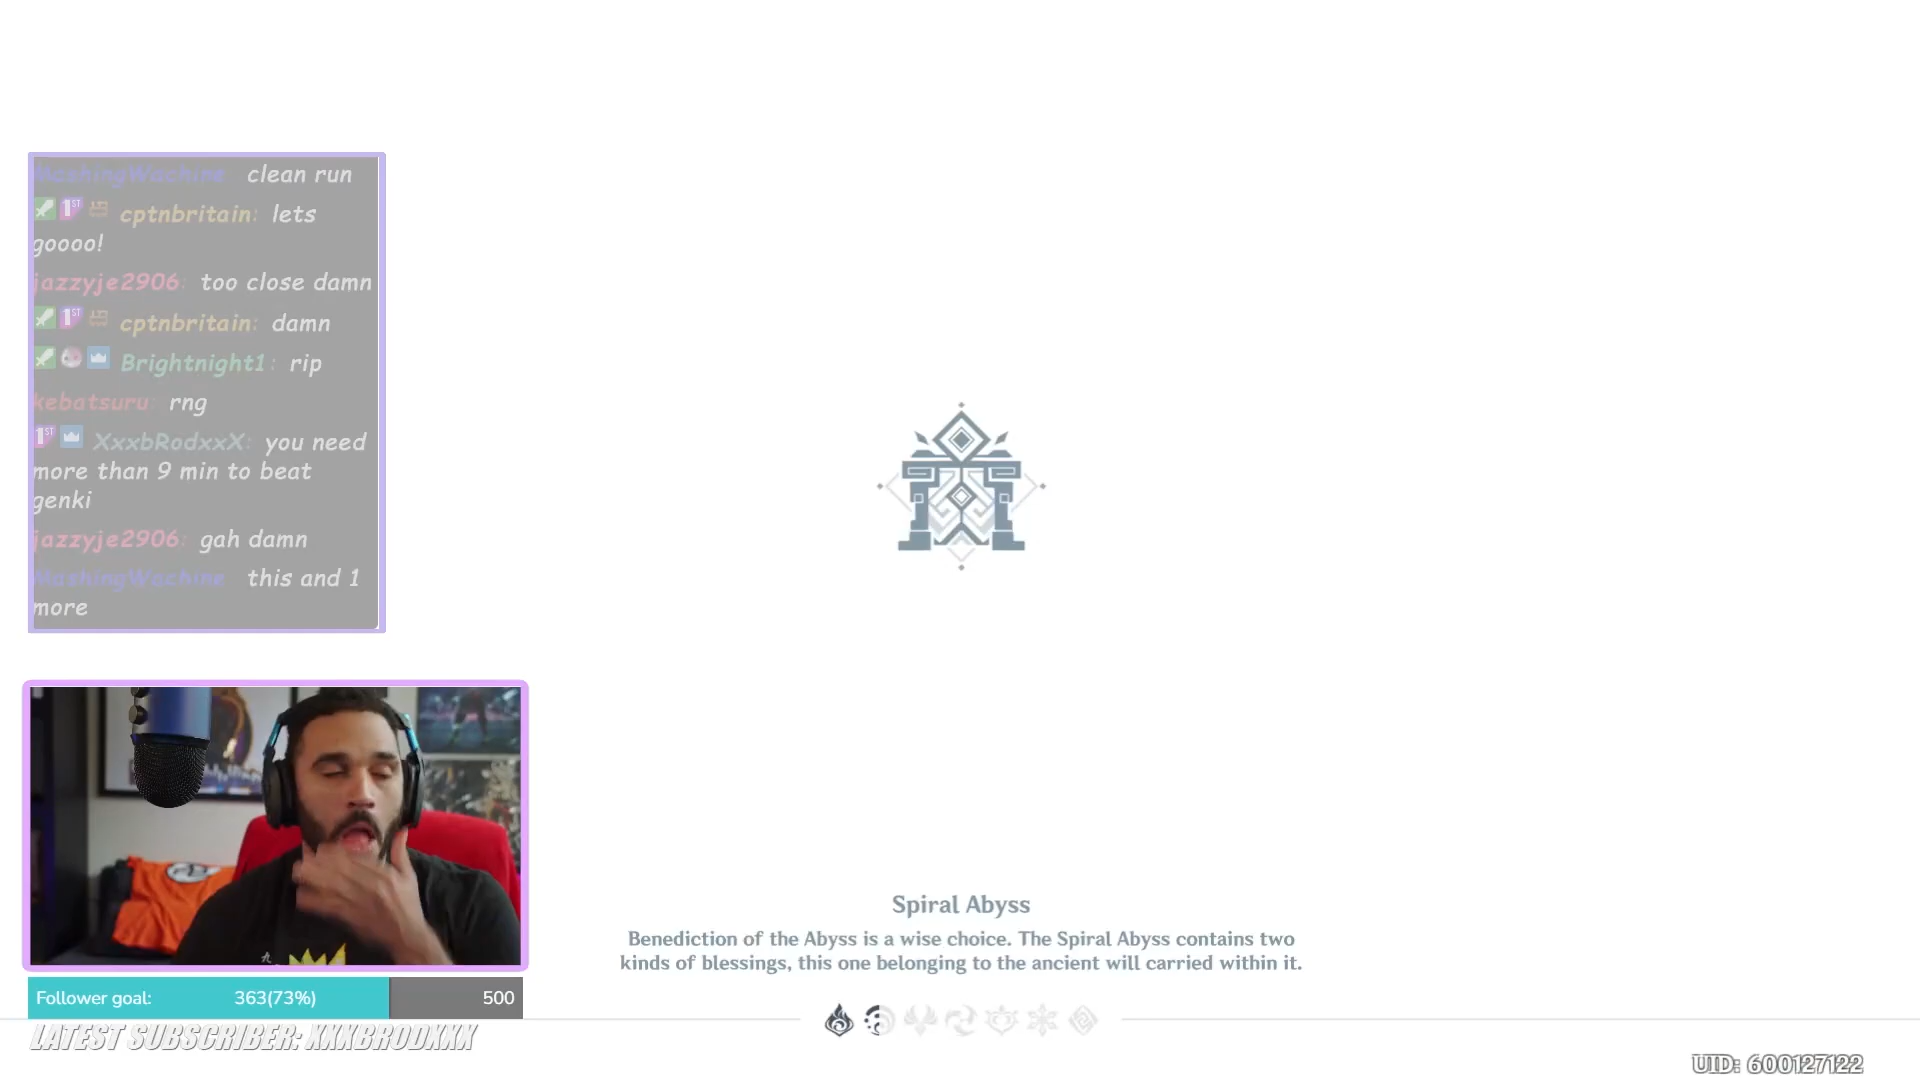 MashingWachine clean run
cptnbritain: lets
goooo!
jazzyje2906: too close damn
cptnbritain: damn
Brightnight1: rip
kebatsuru: rng
XxxbRodxxX: you need
more than 9 min to beat
genki
jazzyje2906: gah damn
MashingWachine this and 1
more
Spiral Abyss
Benediction of the Abyss is a wise choice. The Spiral Abyss contains two
kinds of blessings, this one belonging to the ancient will carried within it.
Follower goal: 363(73%) 500
LATEST SUBSCRIBER: XXXBRODXXX
UID: 600127122